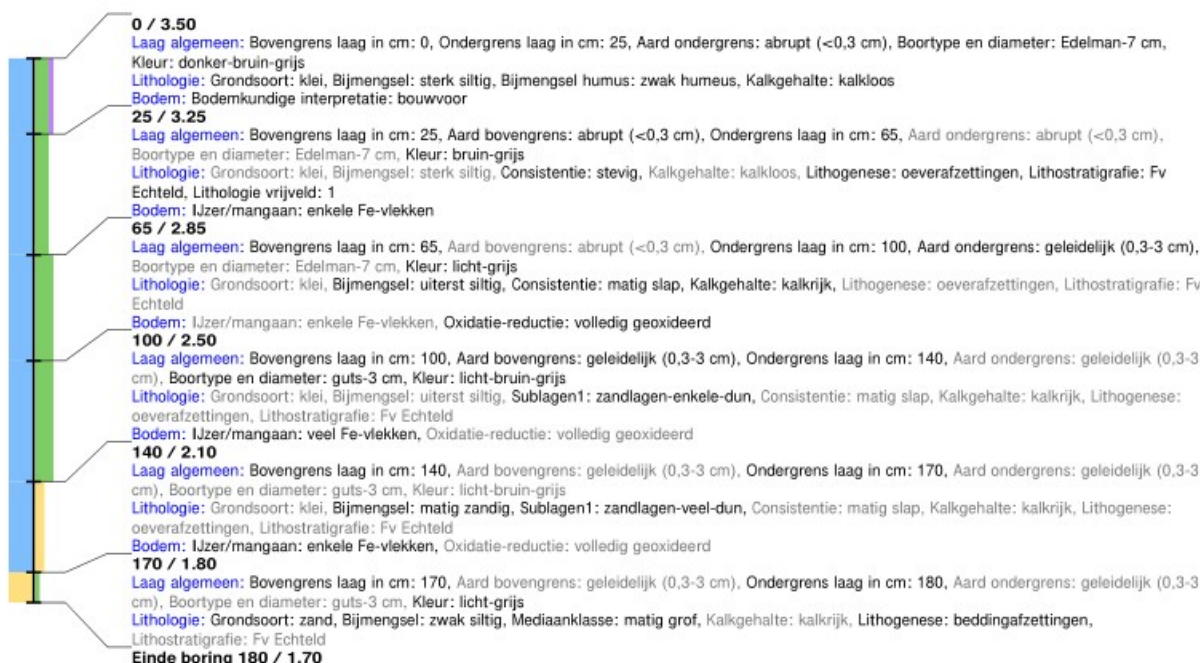 0 / 3.50
Laag algemeen: Bovengrens laag in cm: 0, Ondergrens laag in cm: 25, Aard ondergrens: abrupt (<0,3 cm), Boortype en diameter: Edelman-7 cm,
Kleur: donker-bruin-grijs
Lithologie: Grondsoort: klei, Bijmengsel: sterk siltig, Bijmengsel humus: zwak humeus, Kalkgehalte: kalkloos
Bodem: Bodemkundige interpretatie: bouwvoor
25 / 3.25
Laag algemeen: Bovengrens laag in cm: 25, Aard bovengrens: abrupt (<0,3 cm), Ondergrens laag in cm: 65, Aard ondergrens: abrupt (<0,3 cm),
Boortype en diameter: Edelman-7 cm, Kleur: bruin-grijs
Lithologie: Grondsoort: klei, Bijmengsel: sterk siltig, Consistentie: stevig, Kalkgehalte: kalkloos, Lithogenese: oeverafzettingen, Lithostratigrafie: Fv
Echteld, Lithologie vrijveld: 1
Bodem: IJzer/mangaan: enkele Fe-vlekken
65 / 2.85
Laag algemeen: Bovengrens laag in cm: 65, Aard bovengrens: abrupt (<0,3 cm), Ondergrens laag in cm: 100, Aard ondergrens: geleidelijk (0,3-3 cm),
Boortype en diameter: Edelman-7 cm, Kleur: licht-grijs
Lithologie: Grondsoort: klei, Bijmengsel: uiterst siltig, Consistentie: matig slap, Kalkgehalte: kalkrijk, Lithogenese: oeverafzettingen, Lithostratigrafie: Fv
Echteld
Bodem: IJzer/mangaan: enkele Fe-vlekken, Oxidatie-reductie: volledig geoxideerd
100 / 2.50
Laag algemeen: Bovengrens laag in cm: 100, Aard bovengrens: geleidelijk (0,3-3 cm), Ondergrens laag in cm: 140, Aard ondergrens: geleidelijk (0,3-3
cm), Boortype en diameter: guts-3 cm, Kleur: licht-bruin-grijs
Lithologie: Grondsoort: klei, Bijmengsel: uiterst siltig, Sublagen1: zandlagen-enkele-dun, Consistentie: matig slap, Kalkgehalte: kalkrijk, Lithogenese:
oeverafzettingen, Lithostratigrafie: Fv Echteld
Bodem: IJzer/mangaan: veel Fe-vlekken, Oxidatie-reductie: volledig geoxideerd
140 / 2.10
Laag algemeen: Bovengrens laag in cm: 140, Aard bovengrens: geleidelijk (0,3-3 cm), Ondergrens laag in cm: 170, Aard ondergrens: geleidelijk (0,3-3
cm), Boortype en diameter: guts-3 cm, Kleur: licht-bruin-grijs
Lithologie: Grondsoort: klei, Bijmengsel: matig zandig, Sublagen1: zandlagen-veel-dun, Consistentie: matig slap, Kalkgehalte: kalkrijk, Lithogenese:
oeverafzettingen, Lithostratigrafie: Fv Echteld
Bodem: IJzer/mangaan: enkele Fe-vlekken, Oxidatie-reductie: volledig geoxideerd
170 / 1.80
Laag algemeen: Bovengrens laag in cm: 170, Aard bovengrens: geleidelijk (0,3-3 cm), Ondergrens laag in cm: 180, Aard ondergrens: geleidelijk (0,3-3
cm), Boortype en diameter: guts-3 cm, Kleur: licht-grijs
Lithologie: Grondsoort: zand, Bijmengsel: zwak siltig, Mediaanklasse: matig grof, Kalkgehalte: kalkrijk, Lithogenese: beddingafzettingen,
Lithostratigrafie: Fv Echteld
Einde boring 180 / 1.70